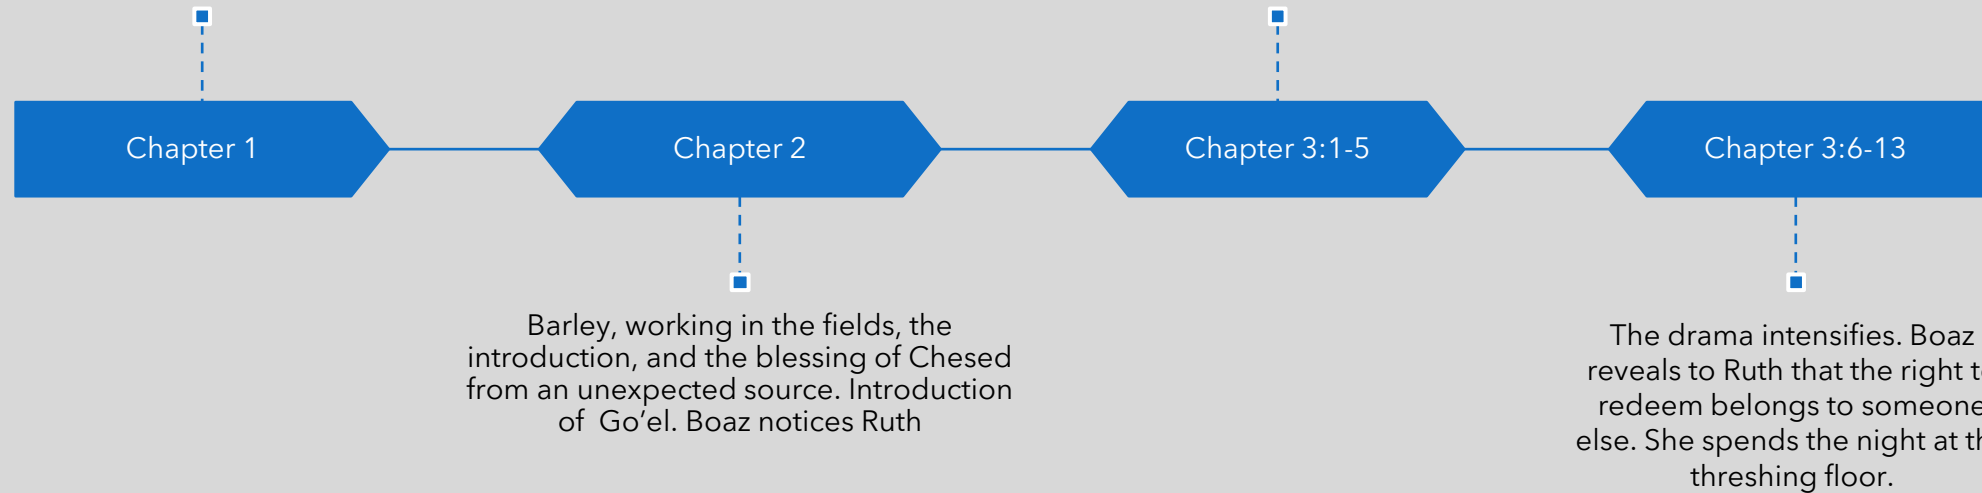 Chapter 1
Chapter 2
Chapter 3:1-5
Chapter 3:6-13
Barley, working in the fields, the
introduction, and the blessing of Chesed
from an unexpected source. Introduction
of  Go’el. Boaz notices Ruth
The drama intensifies. Boaz
reveals to Ruth that the right
redeem belongs to someone
else. She spends the night at
threshing floor.